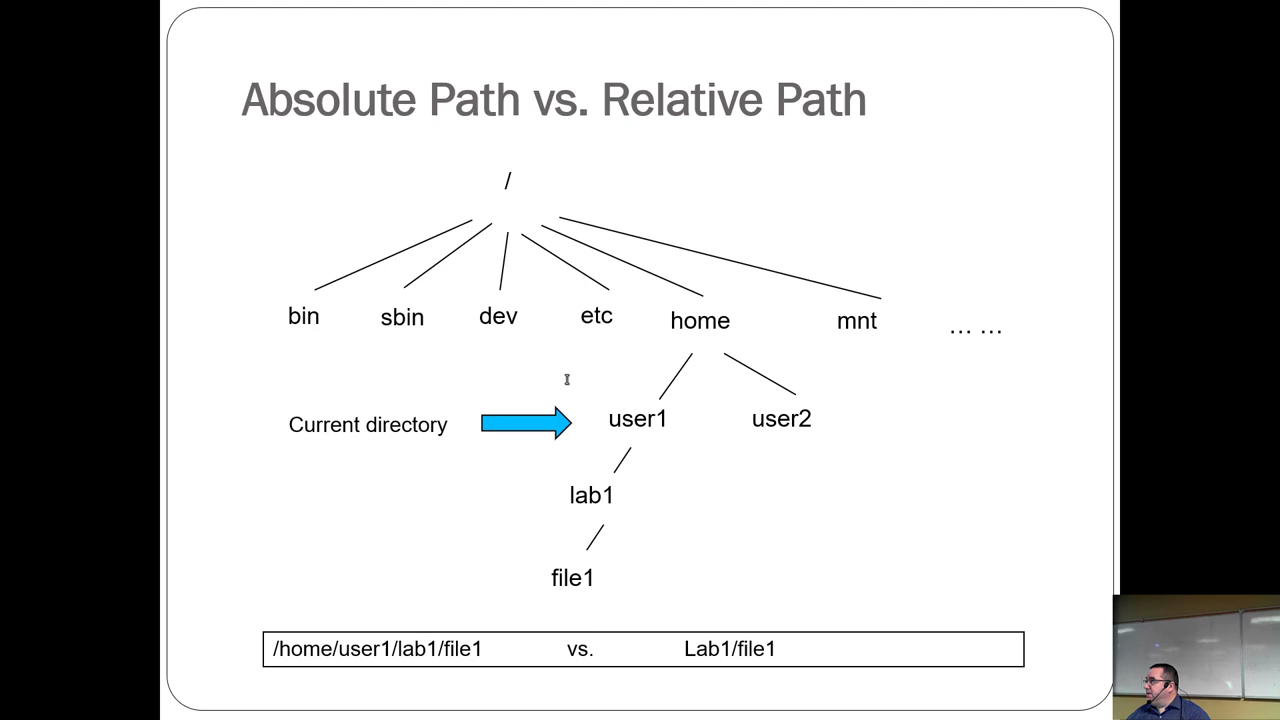 Absolute Path vs. Relative Path
/
bin sbin dev etc home mnt ... ...
Current directory user1 user2
lab1
file1
/home/user1/lab1/file1 vs. Lab1/file1